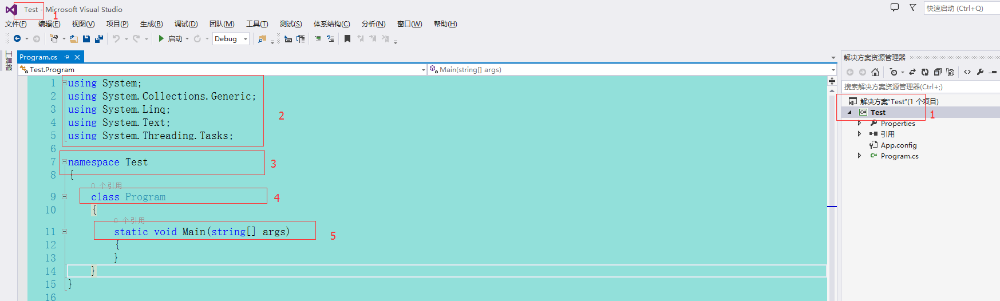 Test - Microsoft Visual Studio
1
快速启动 (Ctrl+Q)
文件(F) 编辑(E) 视图(V) 项目(P) 生成(B) 调试(D) 团队(M) 工具(T) 测试(S) 体系结构(C) 分析(N) 窗口(W) 帮助(H)
启动 Debug
工具箱
Program.cs
Test.Program
Main(string[] args)
1 using System;
2 using System.Collections.Generic;
3 using System.Linq;
4 using System.Text;
5 using System.Threading.Tasks;
2
6
7 namespace Test
3
8 {
0 个引用
9 class Program
4
10 {
0 个引用
11 static void Main(string[] args)
5
12 {
13 }
14 }
15 }
16
解决方案资源管理器
搜索解决方案资源管理器(Ctrl+;)
解决方案"Test"(1 个项目)
C# Test
1
Properties
引用
App.config
C# Program.cs